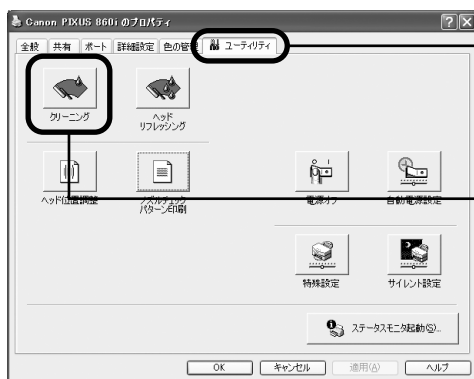 Canon PIXUS 860i のプロパティ
全般 共有 ポート 詳細設定 色の管理 ユーティリティ
クリーニング
ヘッド
リフレッシング
ヘッド位置調整
ノズルチェック
パターン印刷
電源オフ
自動電源設定
特殊設定
サイレント設定
ステータスモニタ起動(S)...
OK キャンセル 適用(A) ヘルプ